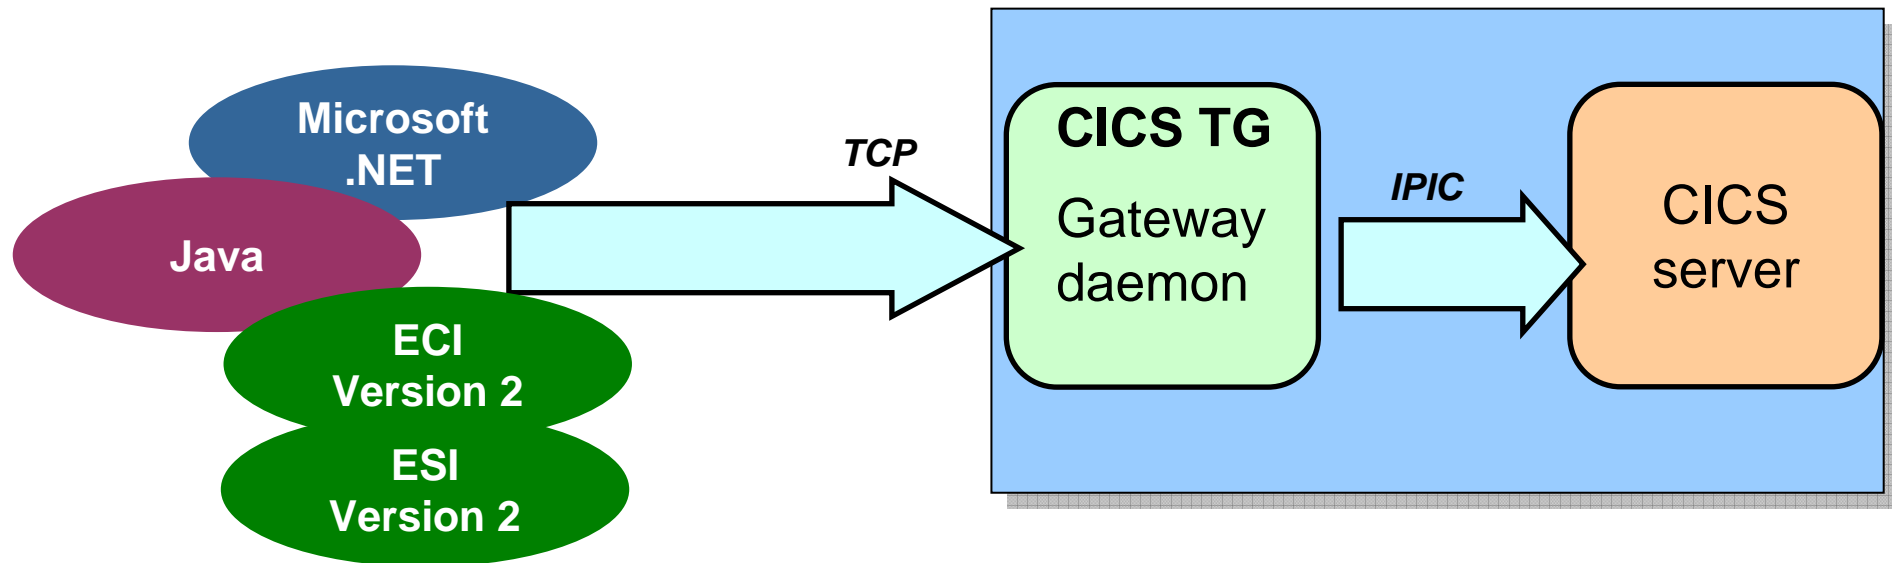 Microsoft
.NET
Java
ECI
Version 2
ESI
Version 2
TCP
CICS TG
Gateway
daemon
IPIC
CICS
server